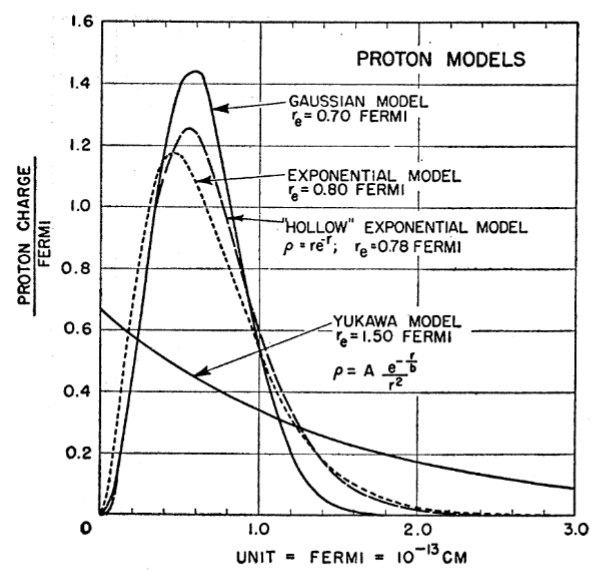 1.6
1.4
1.2
1.0
0.8
0.6
0.4
0.2
0
1.0
2.0
3.0
PROTON CHARGE
FERMI
PROTON MODELS
GAUSSIAN MODEL
rₑ = 0.70 FERMI
EXPONENTIAL MODEL
rₑ = 0.80 FERMI
"HOLLOW" EXPONENTIAL MODEL
ρ = re⁻ʳ; rₑ = 0.78 FERMI
YUKAWA MODEL
rₑ = 1.50 FERMI
ρ = A e^(-r/b) / r²
UNIT = FERMI = 10⁻¹³ CM